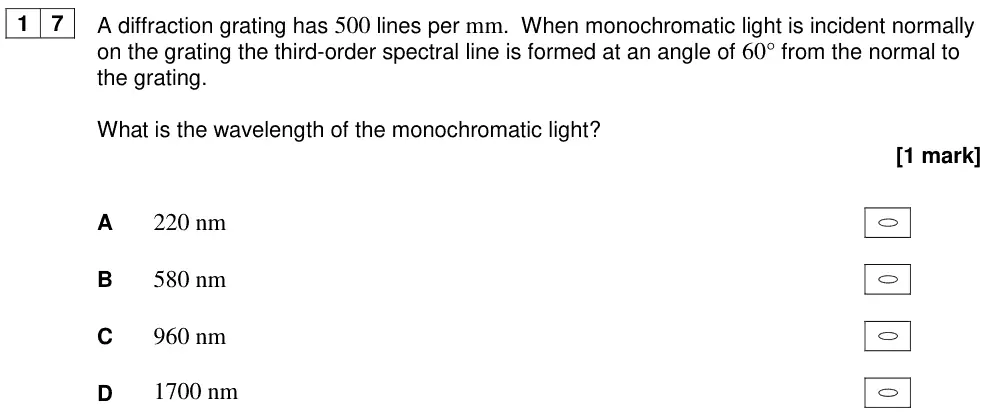 1 7 A diffraction grating has 500 lines per mm. When monochromatic light is incident normally
on the grating the third-order spectral line is formed at an angle of 60° from the normal to
the grating.
What is the wavelength of the monochromatic light?
[1 mark]
A 220 nm
B 580 nm
C 960 nm
D 1700 nm